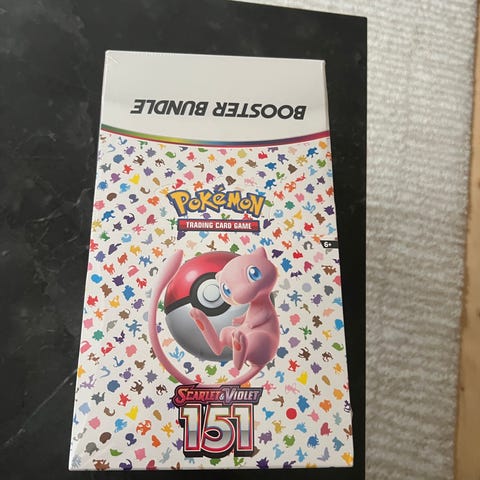 BOOSTER BUNDLE
POKÉMON
TRADING CARD GAME
6+
SCARLET & VIOLET
151